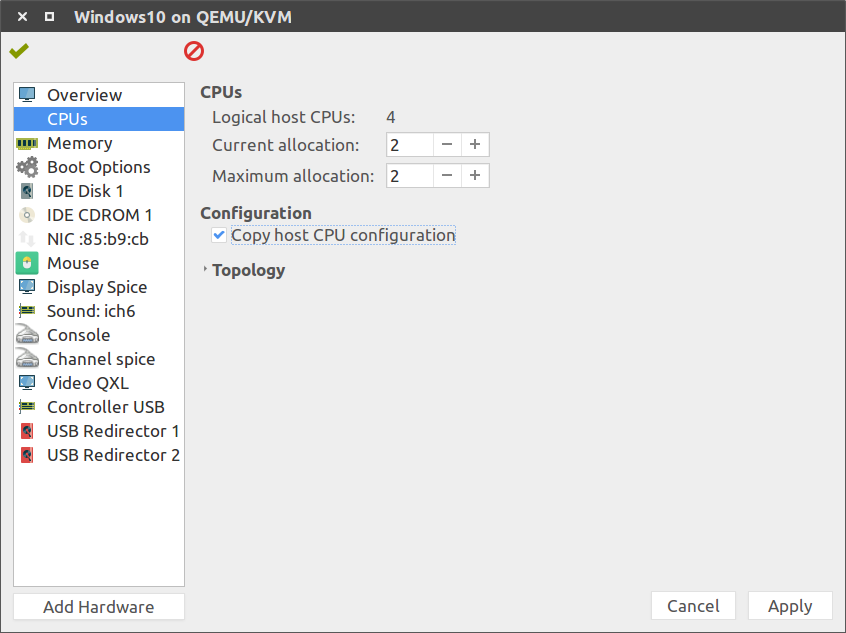 Windows10 on QEMU/KVM
Overview
CPUs
Memory
Boot Options
IDE Disk 1
IDE CDROM 1
NIC :85:b9:cb
Mouse
Display Spice
Sound: ich6
Console
Channel spice
Video QXL
Controller USB
USB Redirector 1
USB Redirector 2
Add Hardware
CPUs
Logical host CPUs: 4
Current allocation: 2
Maximum allocation: 2
Configuration
Copy host CPU configuration
Topology
Cancel Apply